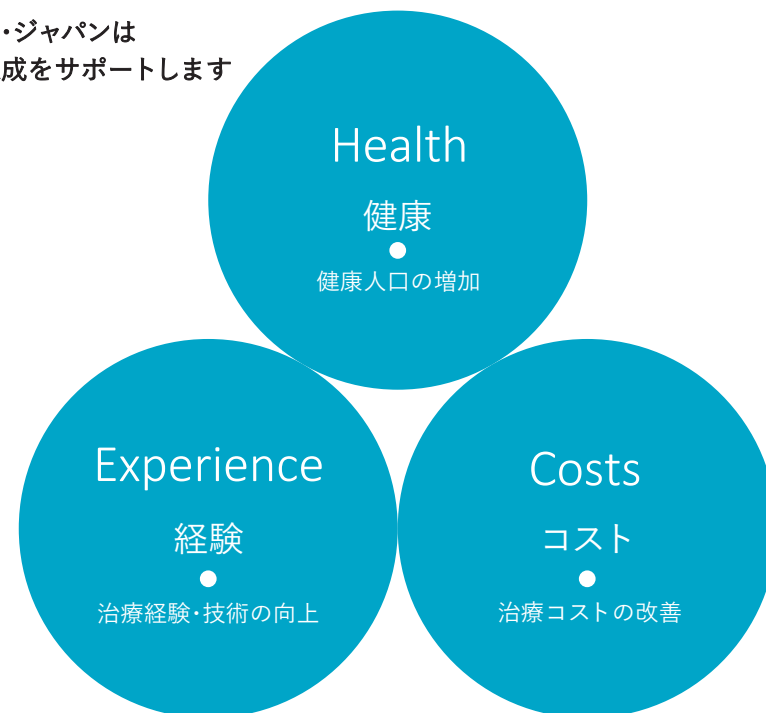 ・ジャパンは
成をサポートします
Health
健康
健康人口の増加
Experience
経験
治療経験・技術の向上
Costs
コスト
治療コストの改善